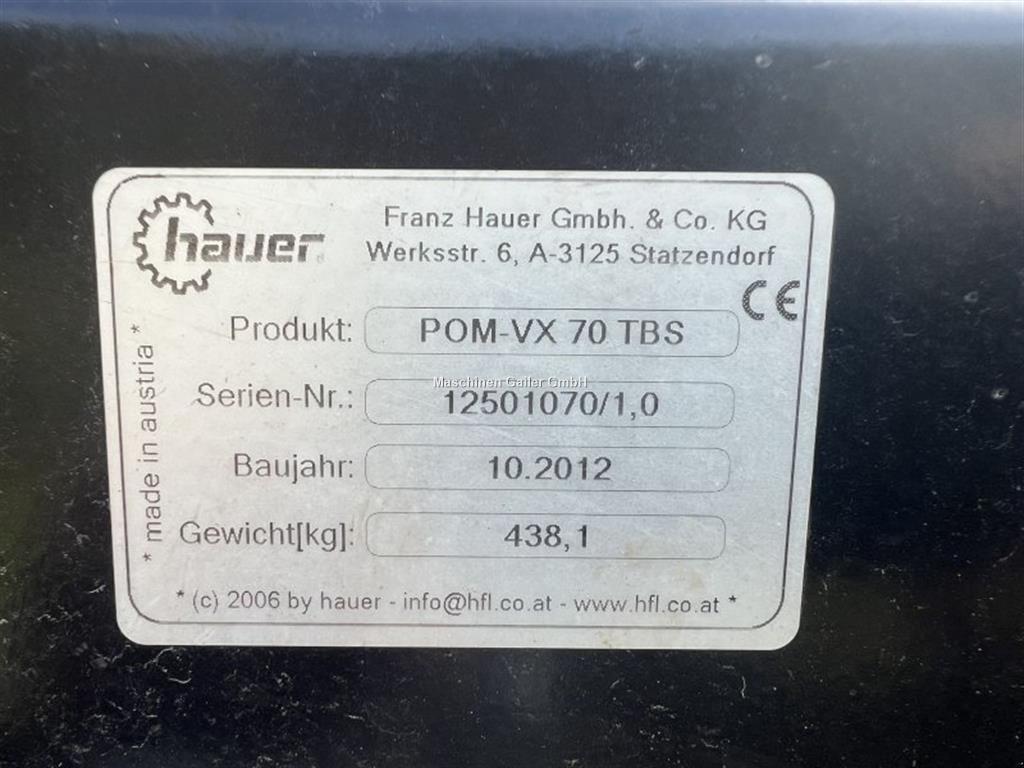 hauer
Franz Hauer Gmbh. & Co. KG
Werksstr. 6, A-3125 Statzendorf
CE
Produkt: POM-VX 70 TBS
Maschinen Gailer GmbH
Serien-Nr.: 12501070/1,0
Baujahr: 10.2012
Gewicht[kg]: 438,1
* made in austria *
* (c) 2006 by hauer - info@hfl.co.at - www.hfl.co.at *